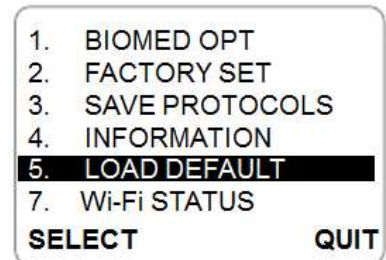 1. BIOMED OPT
2. FACTORY SET
3. SAVE PROTOCOLS
4. INFORMATION
5. LOAD DEFAULT
7. Wi-Fi STATUS
SELECT QUIT